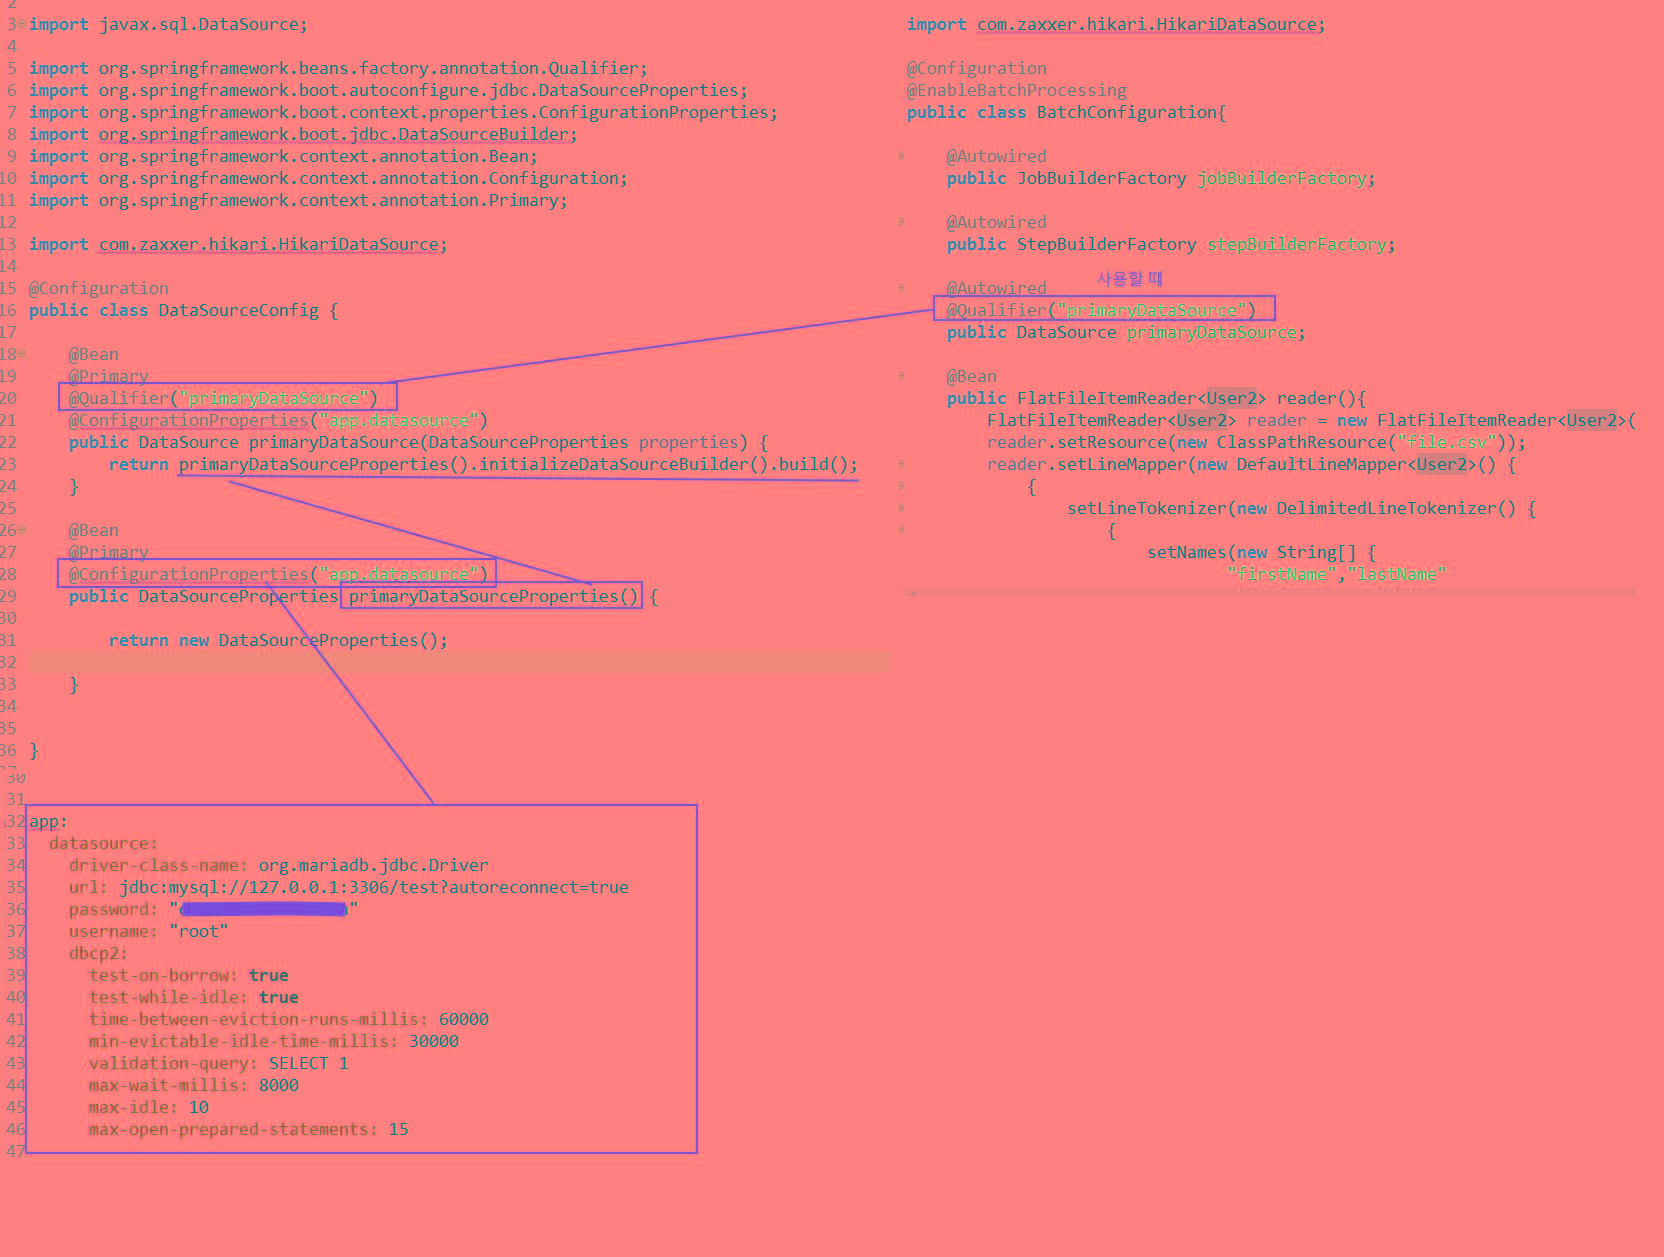 2
3 import javax.sql.DataSource;
4
5 import org.springframework.beans.factory.annotation.Qualifier;
6 import org.springframework.boot.autoconfigure.jdbc.DataSourceProperties;
7 import org.springframework.boot.context.properties.ConfigurationProperties;
8 import org.springframework.boot.jdbc.DataSourceBuilder;
9 import org.springframework.context.annotation.Bean;
10 import org.springframework.context.annotation.Configuration;
11 import org.springframework.context.annotation.Primary;
12
13 import com.zaxxer.hikari.HikariDataSource;
14
15 @Configuration
16 public class DataSourceConfig {
17
18 @Bean
19 @Primary
20 @Qualifier("primaryDataSource")
21 @ConfigurationProperties("app.datasource")
22 public DataSource primaryDataSource(DataSourceProperties properties) {
23 return primaryDataSourceProperties().initializeDataSourceBuilder().build();
24 }
25
26 @Bean
27 @Primary
28 @ConfigurationProperties("app.datasource")
29 public DataSourceProperties primaryDataSourceProperties() {
30
31 return new DataSourceProperties();
32
33 }
34
35
36 }
30
31
32 app:
33 datasource:
34 driver-class-name: org.mariadb.jdbc.Driver
35 url: jdbc:mysql://127.0.0.1:3306/test?autoreconnect=true
36 password: "
37 username: "root"
38 dbcp2:
39 test-on-borrow: true
40 test-while-idle: true
41 time-between-eviction-runs-millis: 60000
42 min-evictable-idle-time-millis: 30000
43 validation-query: SELECT 1
44 max-wait-millis: 8000
45 max-idle: 10
46 max-open-prepared-statements: 15
47
import com.zaxxer.hikari.HikariDataSource;
@Configuration
@EnableBatchProcessing
public class BatchConfiguration{
@Autowired
public JobBuilderFactory jobBuilderFactory;
@Autowired
public StepBuilderFactory stepBuilderFactory;
사용할 때
@Autowired
@Qualifier("primaryDataSource")
public DataSource primaryDataSource;
@Bean
public FlatFileItemReader<User2> reader(){
FlatFileItemReader<User2> reader = new FlatFileItemReader<User2>(
reader.setResource(new ClassPathResource("file.csv"));
reader.setLineMapper(new DefaultLineMapper<User2>() {
{
setLineTokenizer(new DelimitedLineTokenizer() {
{
setNames(new String[] {
"firstName","lastName"